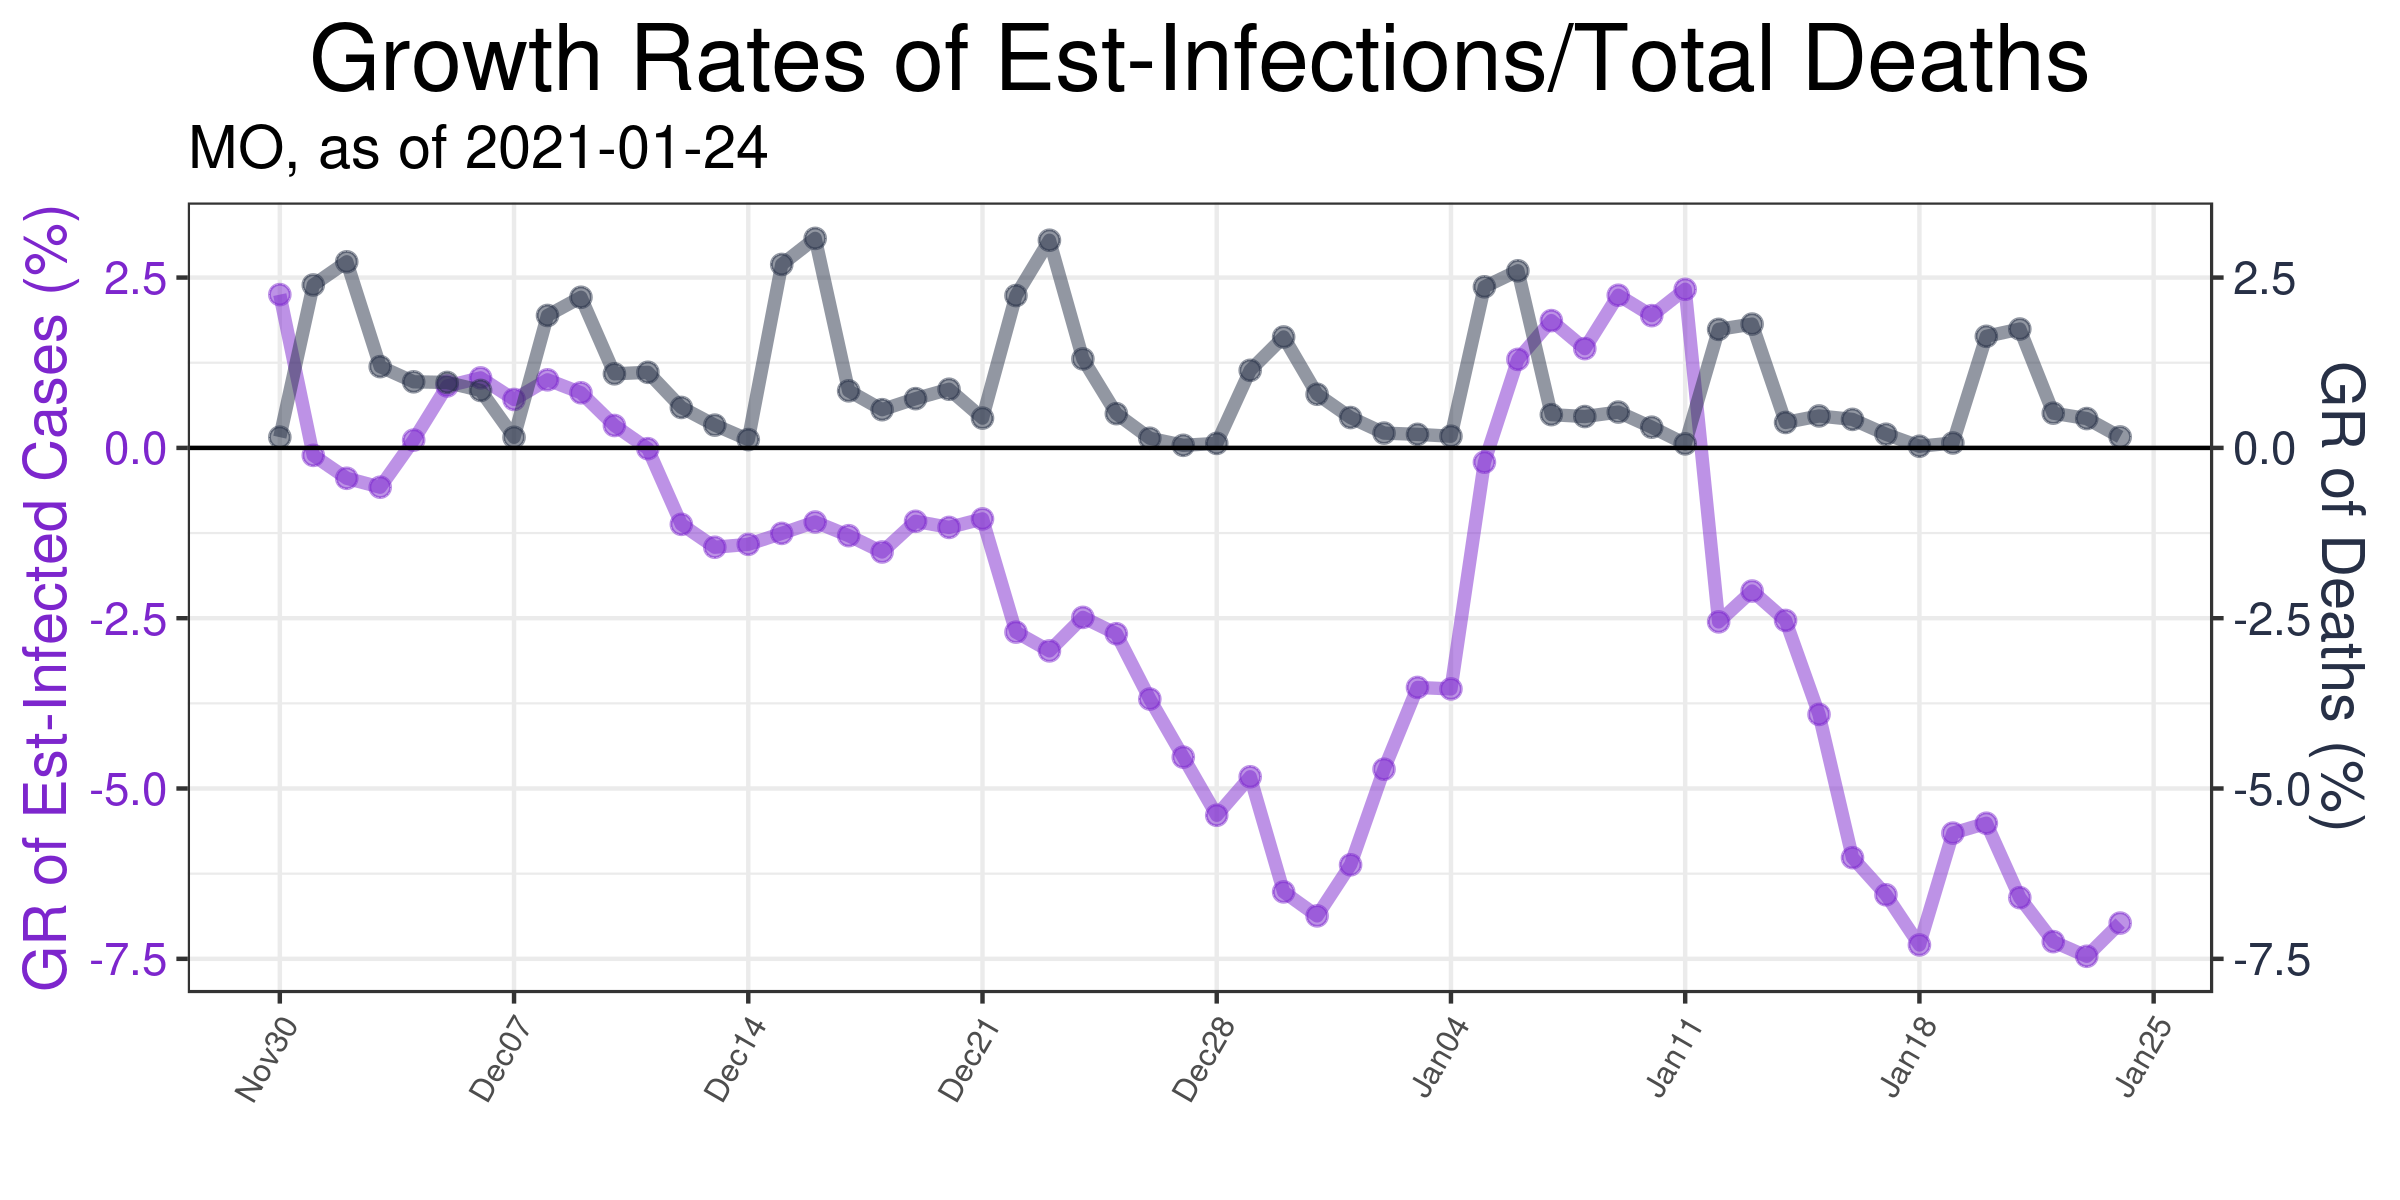 Growth Rates of Est-Infections/Total Deaths
MO, as of 2021-01-24
GR of Est-Infected Cases (%)
2.5
0.0
-2.5
-5.0
-7.5
2.5
0.0
-2.5
-5.0
-7.5
GR of Deaths (%)
Nov30
Dec07
Dec14
Dec21
Dec28
Jan04
Jan11
Jan18
Jan25